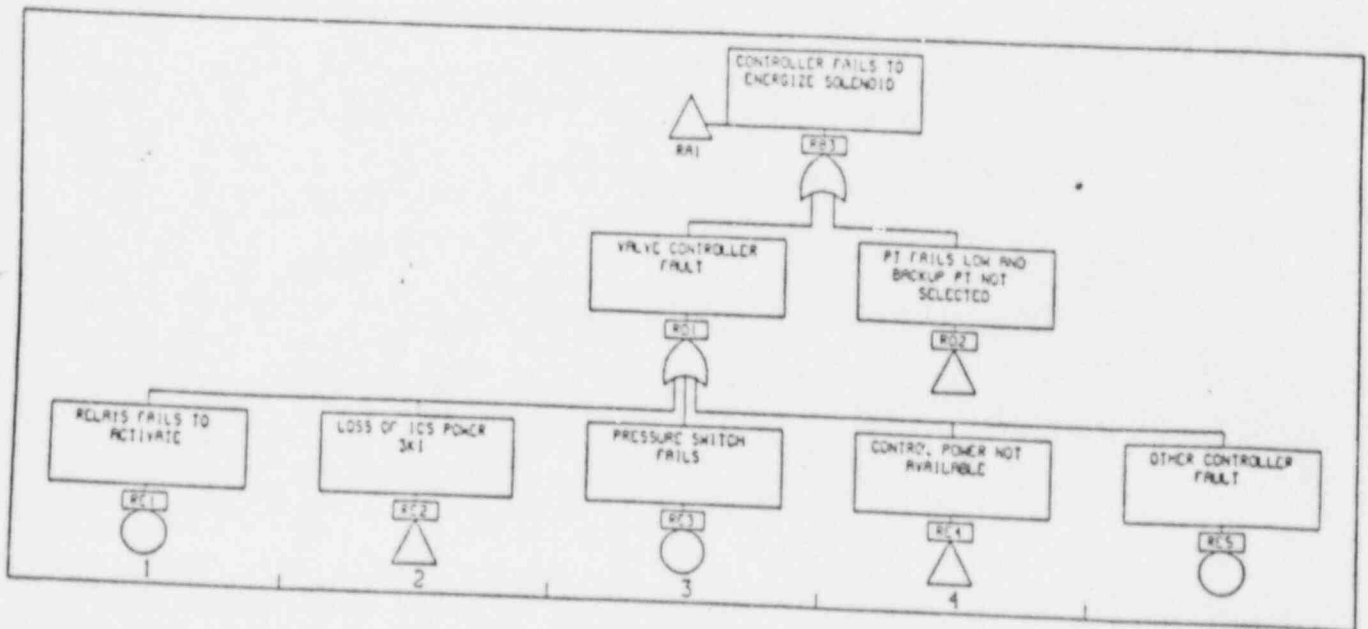 CONTROLLER FAILS TO
ENERGIZE SOLENOID
RA1
RB3
VALVE CONTROLLER
FAULT
PT FAILS LOW AND
BACKUP PT NOT
SELECTED
RD1
RD2
RELAYS FAILS TO
ACTIVATE
LOSS OF ICS POWER
PRESSURE SWITCH
FAILS
CONTROL POWER NOT
AVAILABLE
OTHER CONTROLLER
FAULT
RC1
RC2
RC3
RC4
RC5
1
2
3
4